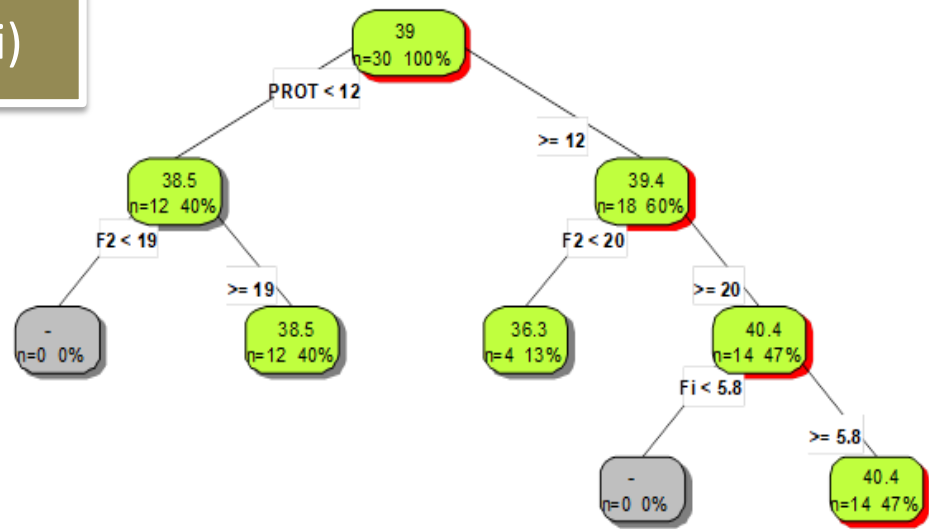 i)
39
n=30 100%
PROT < 12
>= 12
38.5
n=12 40%
39.4
n=18 60%
F2 < 19
>= 19
F2 < 20
>= 20
-
n=0 0%
38.5
n=12 40%
36.3
n=4 13%
40.4
n=14 47%
Fi < 5.8
>= 5.8
-
n=0 0%
40.4
n=14 47%